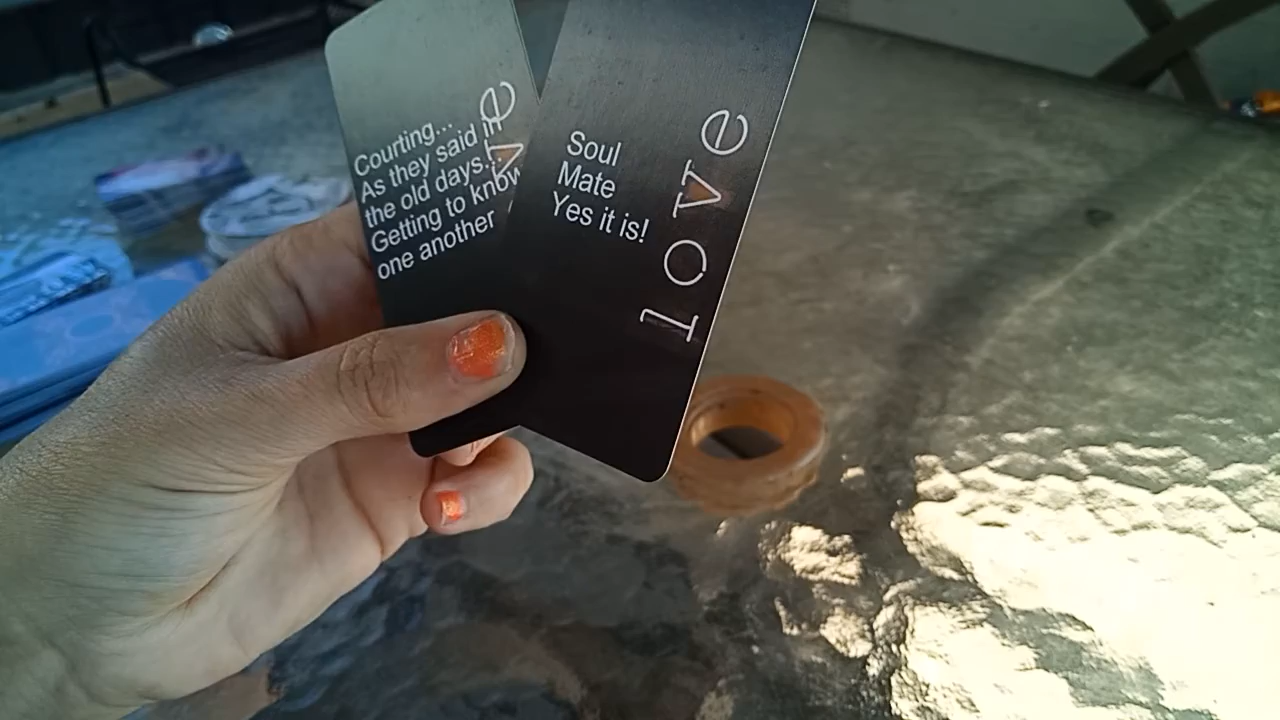 Courting...
As they said in
the old days...
Getting to know
one another
ve
Soul
Mate
Yes it is!
love